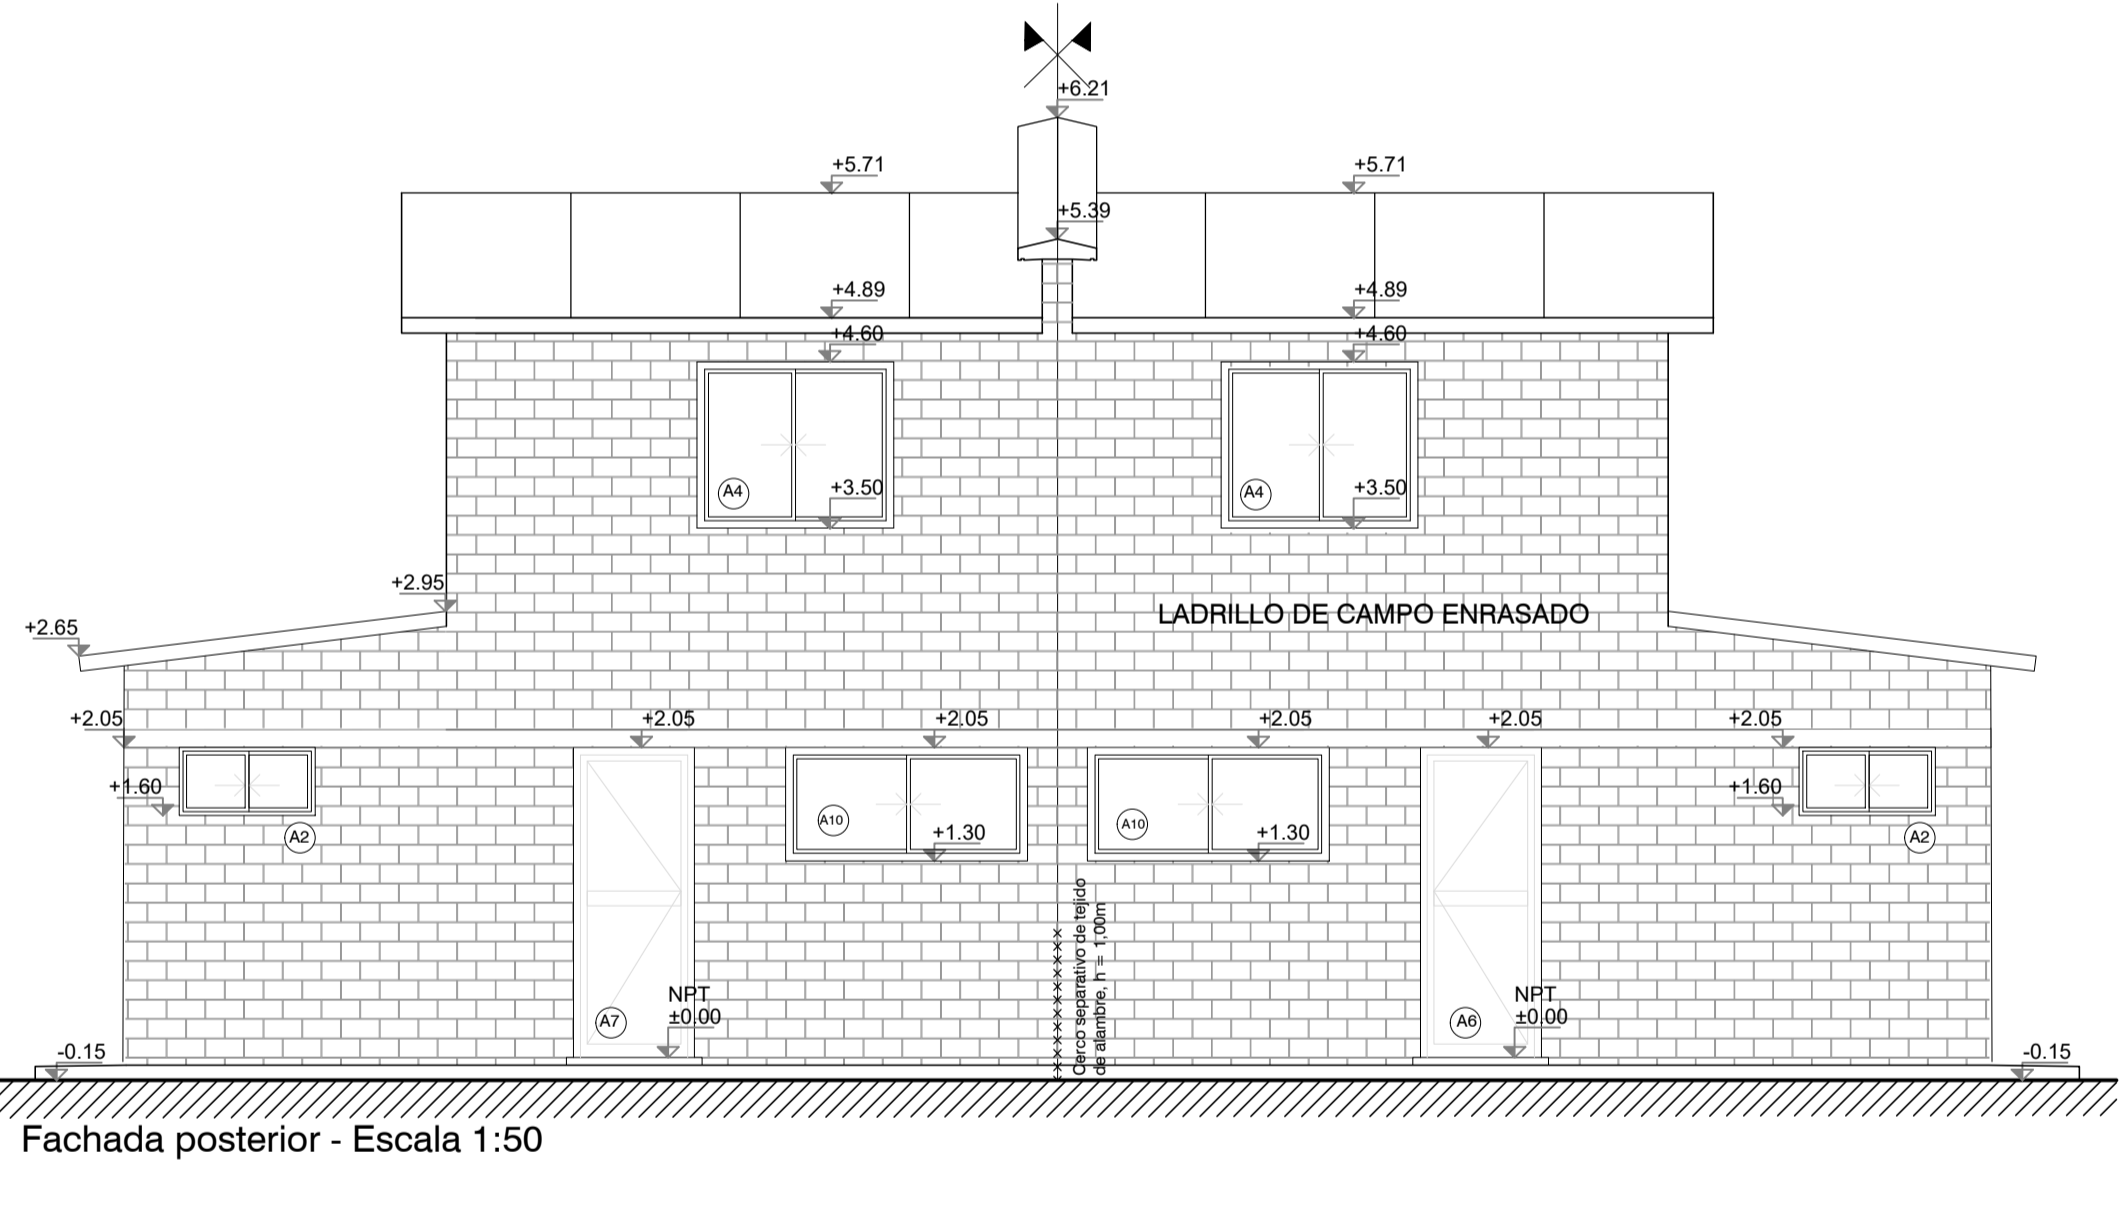 +6.21
+5.71
+5.71
+5.39
+4.89
+4.89
+4.60
+4.60
A4
+3.50
A4
+3.50
+2.95
LADRILLO DE CAMPO ENRASADO
+2.65
+2.05
+2.05
+2.05
+2.05
+2.05
+2.05
+1.60
+1.60
A2
A10
+1.30
A10
+1.30
A2
Cerco separativo de tejido
de alambre, h = 1,00m
NPT
±0.00
A7
NPT
±0.00
A6
-0.15
-0.15
Fachada posterior - Escala 1:50